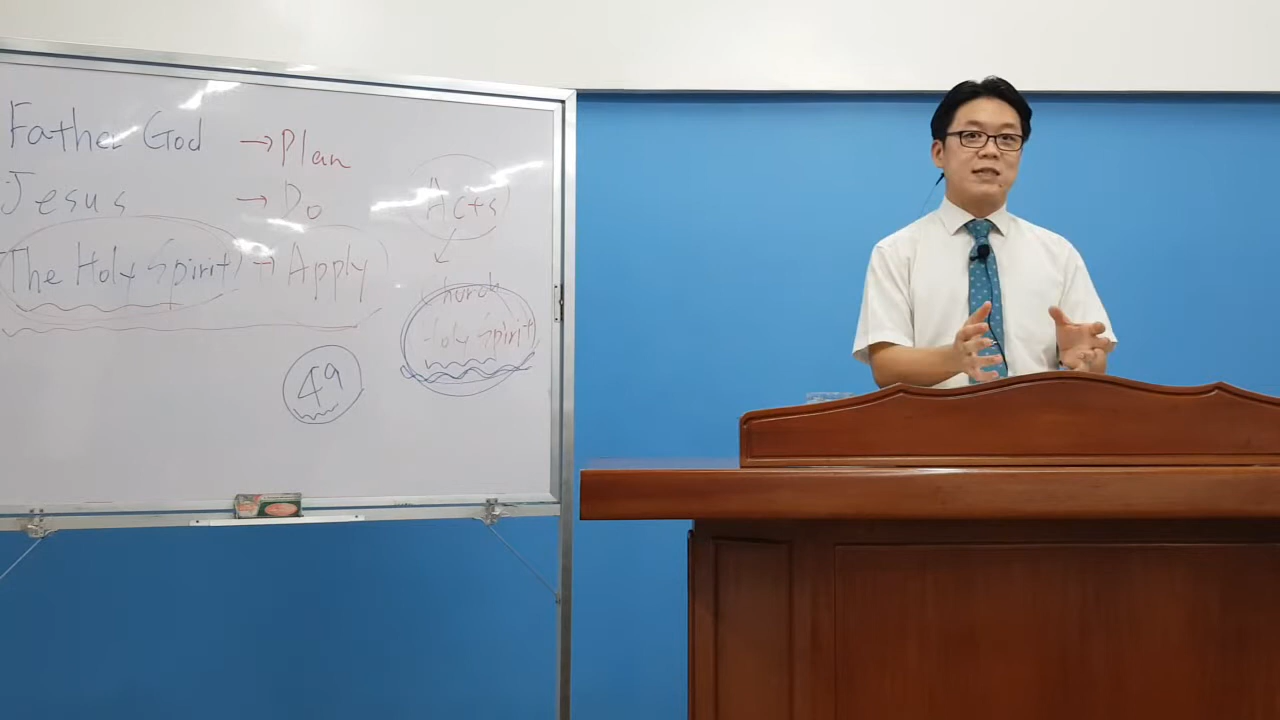 Father God → Plan
Jesus → Do
The Holy Spirit → Apply
Acts
Church
Holy Spirit
49